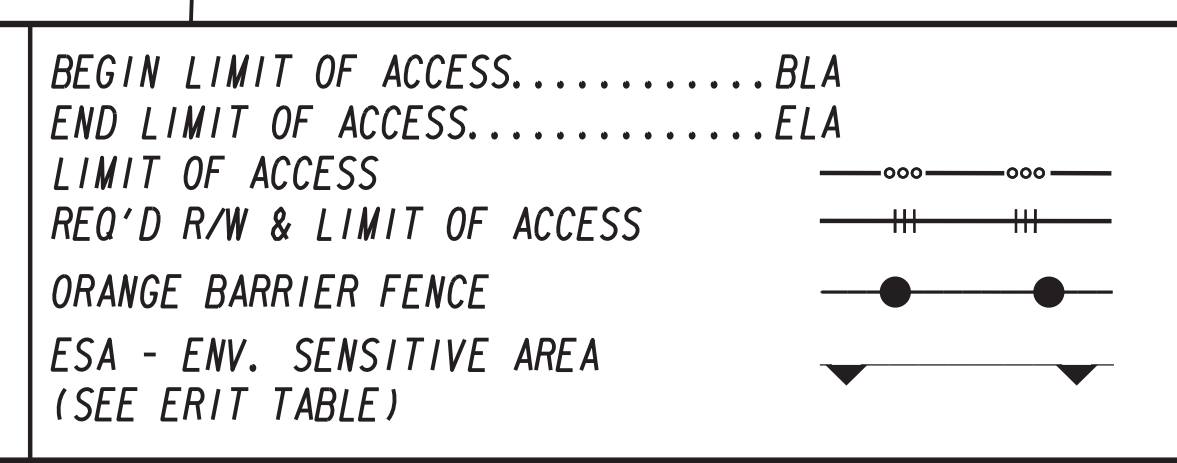 BEGIN LIMIT OF ACCESS............BLA
END LIMIT OF ACCESS..............ELA
LIMIT OF ACCESS
REQ'D R/W & LIMIT OF ACCESS
ORANGE BARRIER FENCE
ESA - ENV. SENSITIVE AREA
(SEE ERIT TABLE)